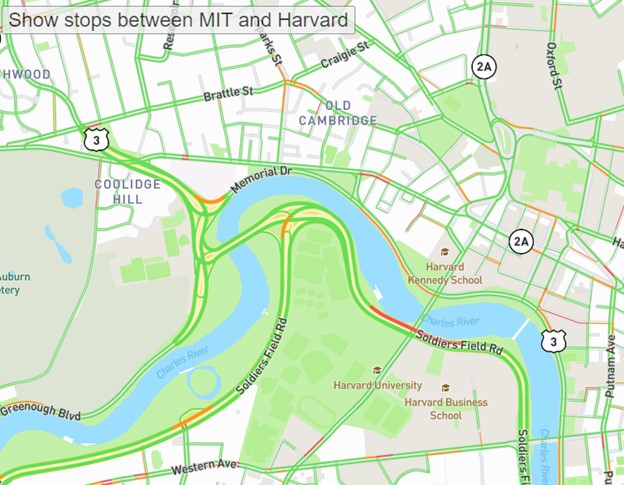 Show stops between MIT and Harvard
Craigie St
Oxford St
2A
Brattle St
OLD
CAMBRIDGE
3
COOLIDGE
HILL
Memorial Dr
2A
Harvard
Kennedy School
Charles River
3
Soldiers Field Rd
Charles River
Soldiers Field Rd
Harvard University
Harvard Business
School
Putnam Ave
Greenough Blvd
Western Ave
Charles River